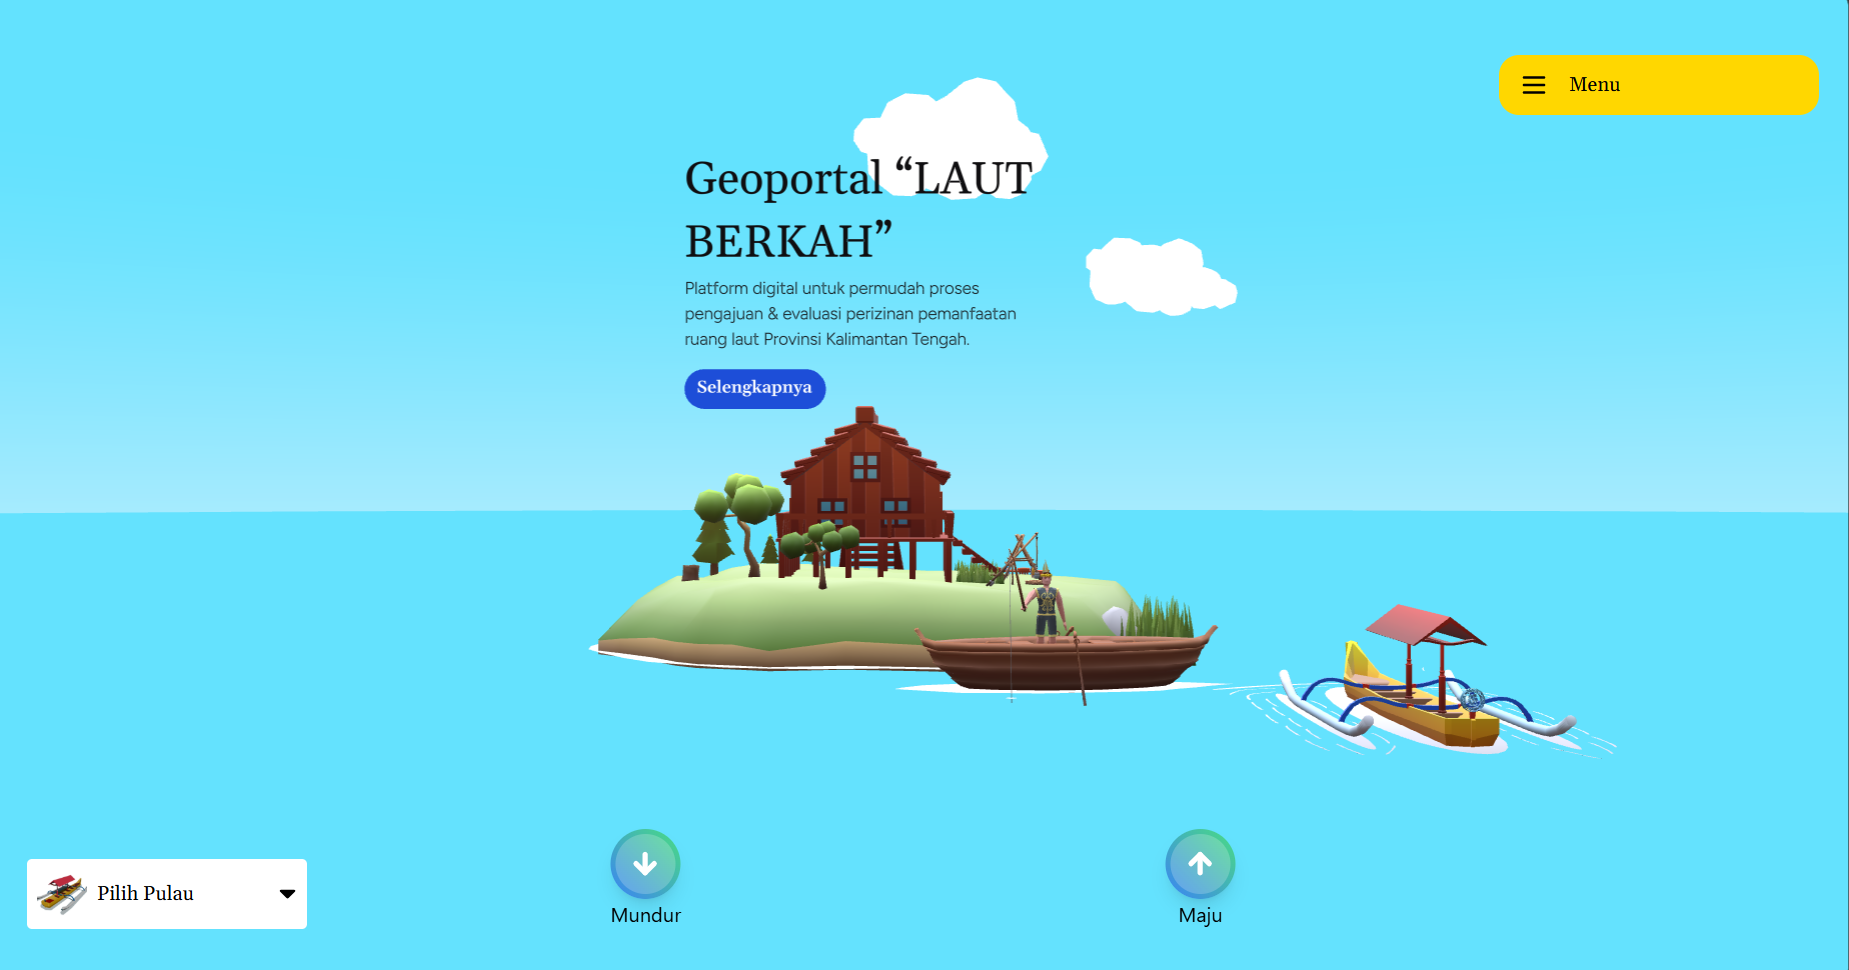 Menu
Geoportal “LAUT
BERKAH”
Platform digital untuk permudah proses
pengajuan & evaluasi perizinan pemanfaatan
ruang laut Provinsi Kalimantan Tengah.
Selengkapnya
Pilih Pulau
Mundur
Maju